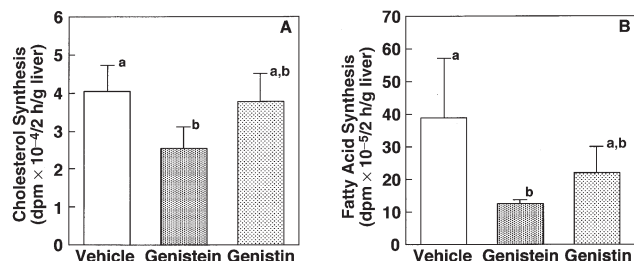 A
Cholesterol Synthesis
(dpm × 10⁻⁴/2 h/g liver)
6
5
4
3
2
1
0
a
b
a,b
Vehicle Genistein Genistin
B
Fatty Acid Synthesis
(dpm × 10⁻⁵/2 h/g liver)
70
60
50
40
30
20
10
0
a
b
a,b
Vehicle Genistein Genistin